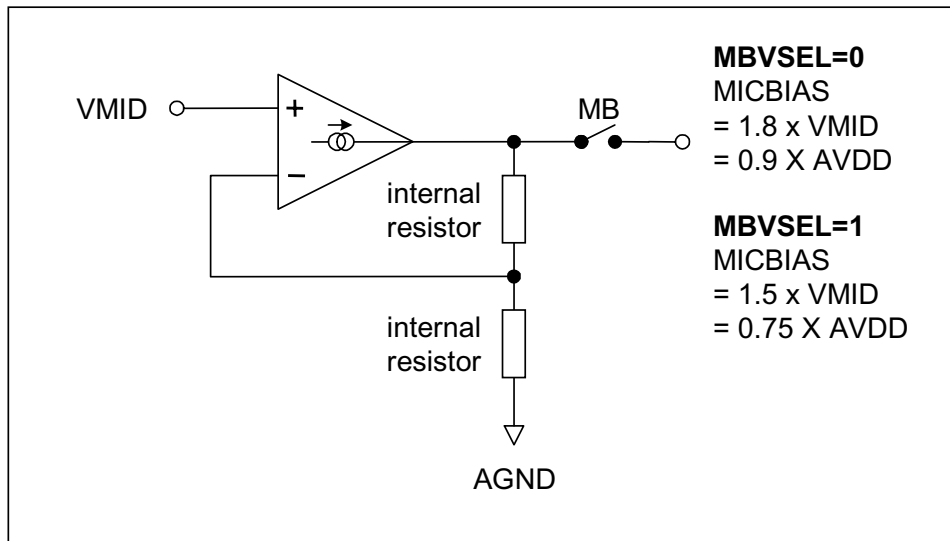 VMID
+
−
internal
resistor
internal
resistor
AGND
MB
MBVSEL=0
MICBIAS
= 1.8 x VMID
= 0.9 X AVDD
MBVSEL=1
MICBIAS
= 1.5 x VMID
= 0.75 X AVDD